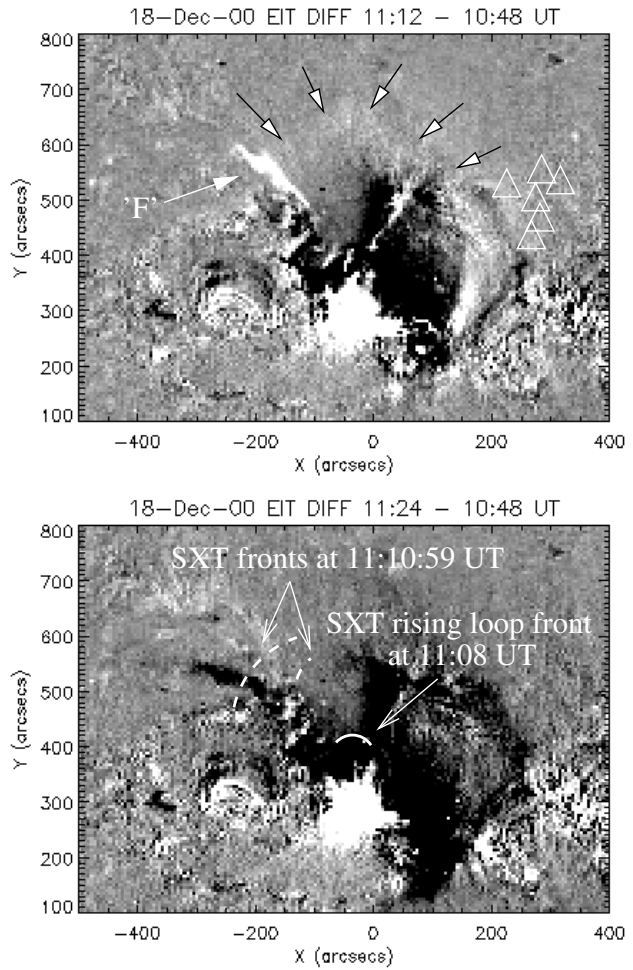 18-Dec-00 EIT DIFF 11:12 - 10:48 UT
800
700
600
500
400
300
200
100
Y (arcsecs)
'F'
-400 -200 0 200 400
X (arcsecs)
18-Dec-00 EIT DIFF 11:24 - 10:48 UT
800
700
600
500
400
300
200
100
Y (arcsecs)
SXT fronts at 11:10:59 UT
SXT rising loop front
at 11:08 UT
-400 -200 0 200 400
X (arcsecs)